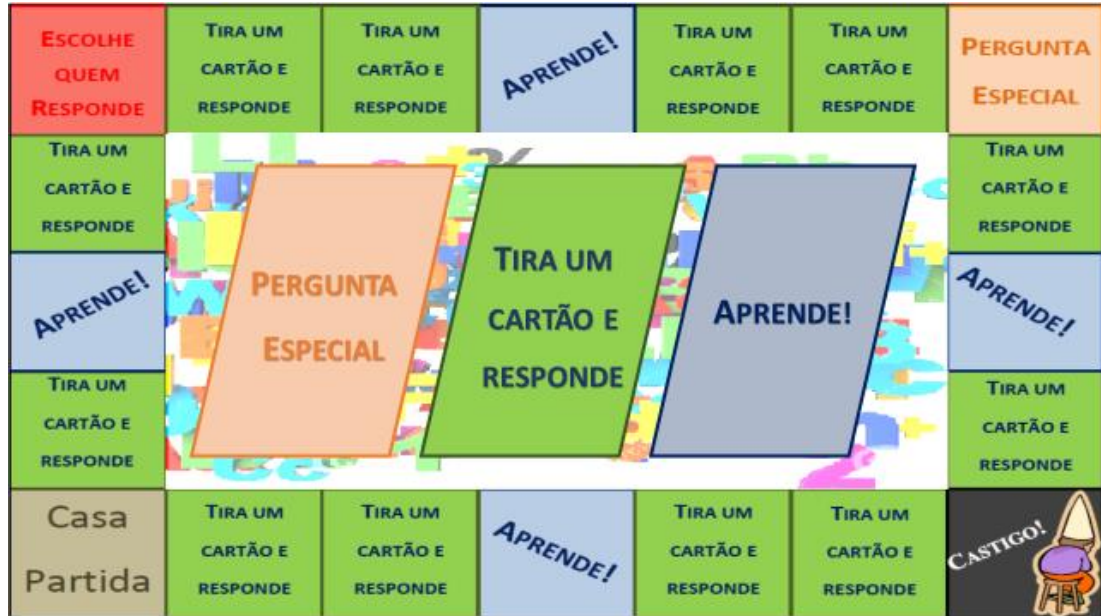 ESCOLHE
QUEM
RESPONDE
TIRA UM
CARTÃO E
RESPONDE
TIRA UM
CARTÃO E
RESPONDE
APRENDE!
TIRA UM
CARTÃO E
RESPONDE
TIRA UM
CARTÃO E
RESPONDE
PERGUNTA
ESPECIAL
TIRA UM
CARTÃO E
RESPONDE
TIRA UM
CARTÃO E
RESPONDE
APRENDE!
PERGUNTA
ESPECIAL
TIRA UM
CARTÃO E
RESPONDE
APRENDE!
APRENDE!
TIRA UM
CARTÃO E
RESPONDE
TIRA UM
CARTÃO E
RESPONDE
Casa
Partida
TIRA UM
CARTÃO E
RESPONDE
TIRA UM
CARTÃO E
RESPONDE
APRENDE!
TIRA UM
CARTÃO E
RESPONDE
TIRA UM
CARTÃO E
RESPONDE
CASTIGO!